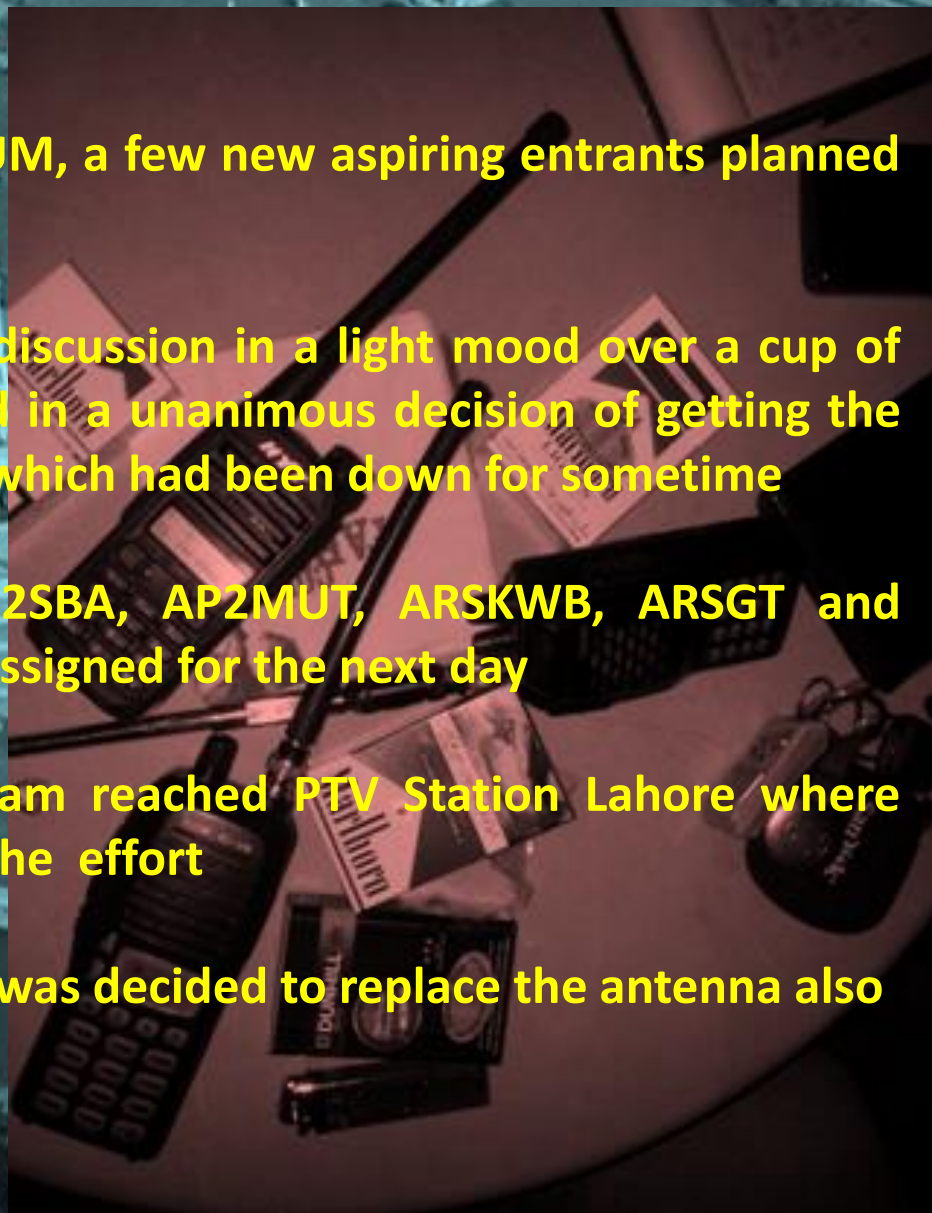 UM, a few new aspiring entrants planned
discussion in a light mood over a cup of
in a unanimous decision of getting the
which had been down for sometime
2SBA, AP2MUT, ARSKWB, ARSGT and
ssigned for the next day
am reached PTV Station Lahore where
he effort
was decided to replace the antenna also
Marlboro
DUNHILL